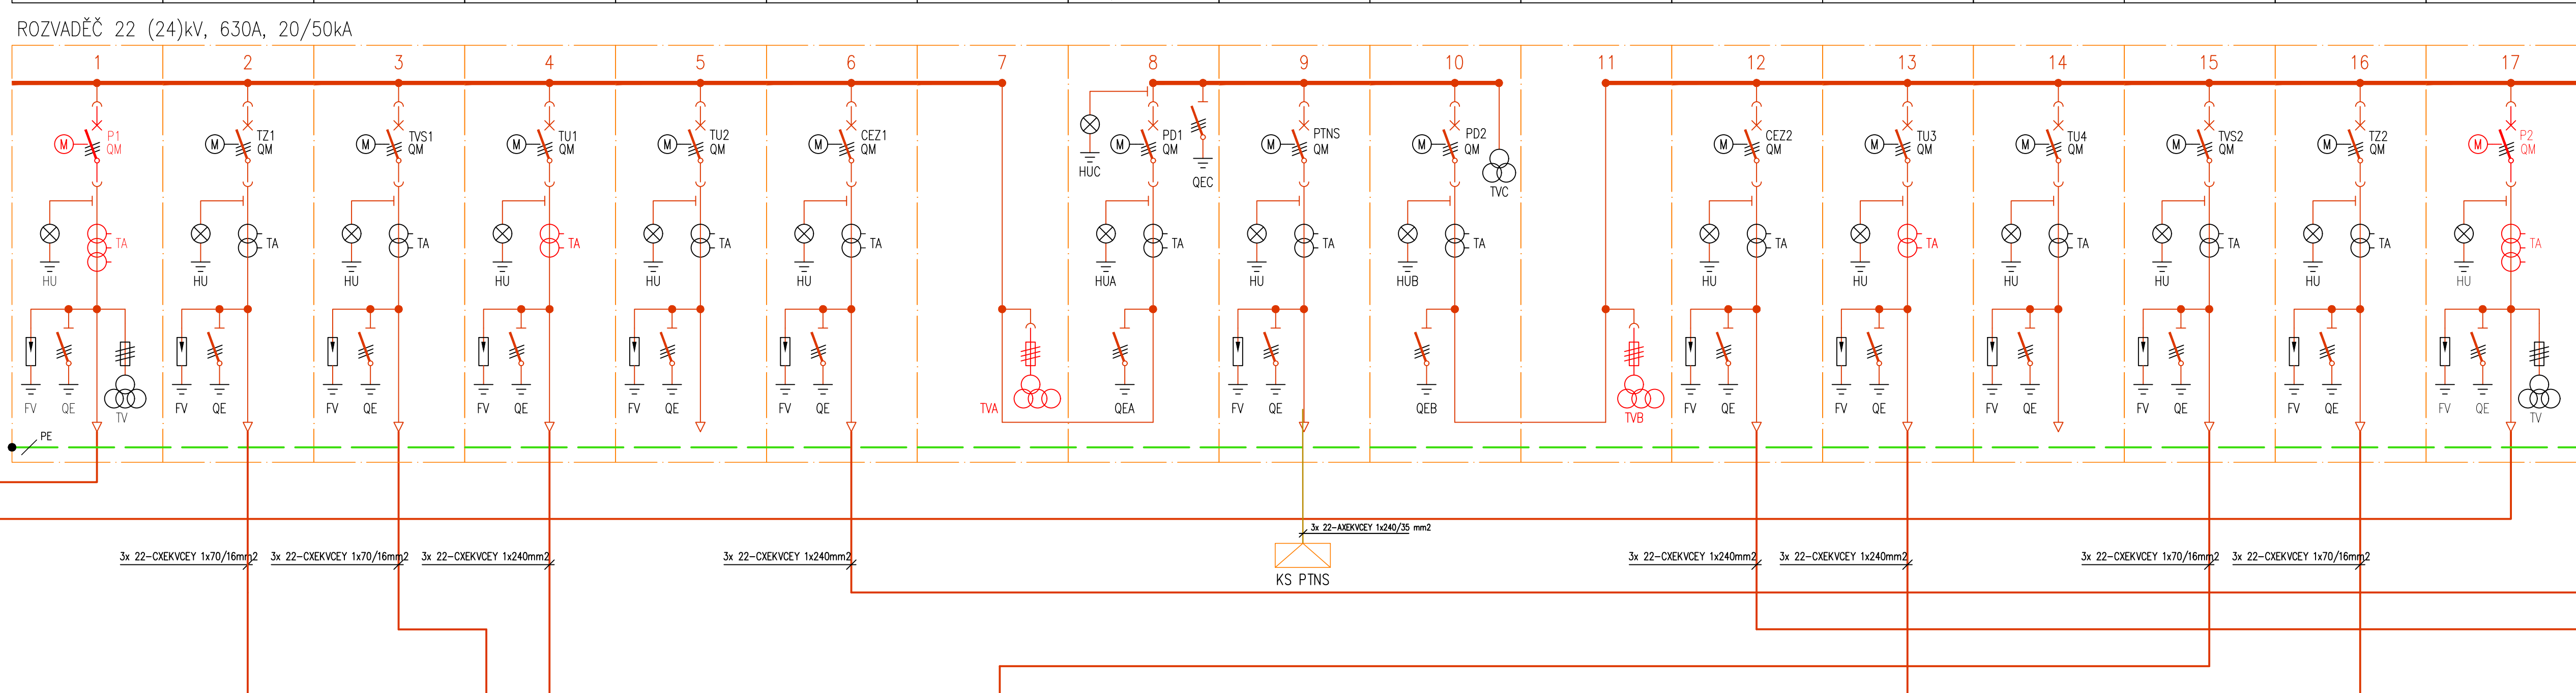 ROZVADĚČ 22 (24)kV, 630A, 20/50kA
1 2 3 4 5 6 7 8 9 10 11 12 13 14 15 16 17
M P1 QM
M TZ1 QM
M TVS1 QM
M TU1 QM
M TU2 QM
M CEZ1 QM
HUC
M PD1 QM
QEC
M PTNS QM
M PD2 QM
TVC
M CEZ2 QM
M TU3 QM
M TU4 QM
M TVS2 QM
M TZ2 QM
M P2 QM
TA TA TA TA TA TA TA TA TA TA TA TA TA TA TA
HU HU HU HU HU HU HUA HU HUB HU HU HU HU HU HU
FV QE TV
FV QE
FV QE
FV QE
FV QE
FV QE
TVA
QEA
FV QE
QEB
TVB
FV QE
FV QE
FV QE
FV QE
FV QE
FV QE TV
PE
3x 22-AXEKVCEY 1x240/35 mm2
3x 22-CXEKVCEY 1x70/16mm2
3x 22-CXEKVCEY 1x70/16mm2
3x 22-CXEKVCEY 1x240mm2
3x 22-CXEKVCEY 1x240mm2
KS PTNS
3x 22-CXEKVCEY 1x240mm2
3x 22-CXEKVCEY 1x240mm2
3x 22-CXEKVCEY 1x70/16mm2
3x 22-CXEKVCEY 1x70/16mm2